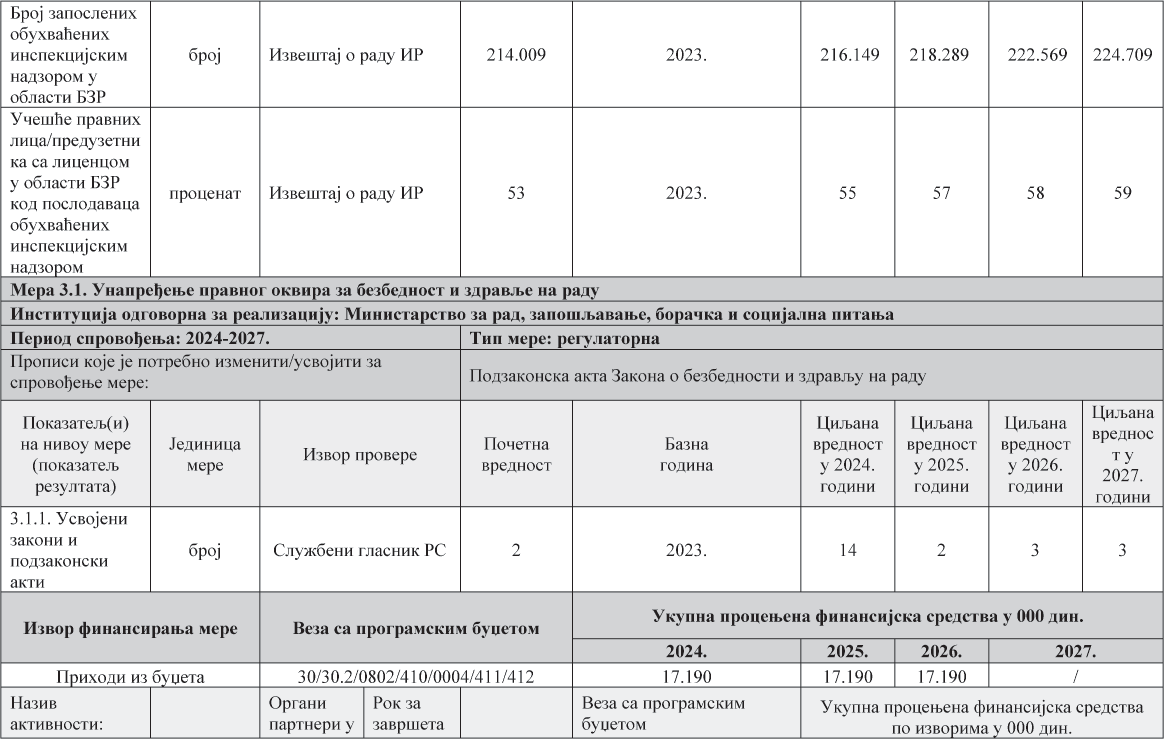 Број запослених
обухваћених
инспекцијским
надзором у
области БЗР
број
Извештај о раду ИР
214.009
2023.
216.149
218.289
222.569
224.709
Учешће правних
лица/предузетни
ка са лиценцом
у области БЗР
код послодаваца
обухваћених
инспекцијским
надзором
проценат
Извештај о раду ИР
53
2023.
55
57
58
59
Мера 3.1. Унапређење правног оквира за безбедност и здравље на раду
Институција одговорна за реализацију: Министарство за рад, запошљавање, борачка и социјална питања
Период спровођења: 2024-2027.
Тип мере: регулаторна
Прописи које је потребно изменити/усвојити за
спровођење мере:
Подзаконска акта Закона о безбедности и здрављу на раду
Показатељ(и)
на нивоу мере
(показатељ
резултата)
Јединица
мере
Извор провере
Почетна
вредност
Базна
година
Циљана
вредност
у 2024.
години
Циљана
вредност
у 2025.
години
Циљана
вредност
у 2026.
години
Циљана
вреднос
т у
2027.
години
3.1.1. Усвојени
закони и
подзаконски
акти
број
Службени гласник РС
2
2023.
14
2
3
3
Извор финансирања мере
Веза са програмским буџетом
Укупна процењена финансијска средства у 000 дин.
2024.
2025.
2026.
2027.
Приходи из буџета
30/30.2/0802/410/0004/411/412
17.190
17.190
17.190
/
Назив
активности:
Органи
партнери у
Рок за
завршета
Веза са програмским
буџетом
Укупна процењена финансијска средства
по изворима у 000 дин.